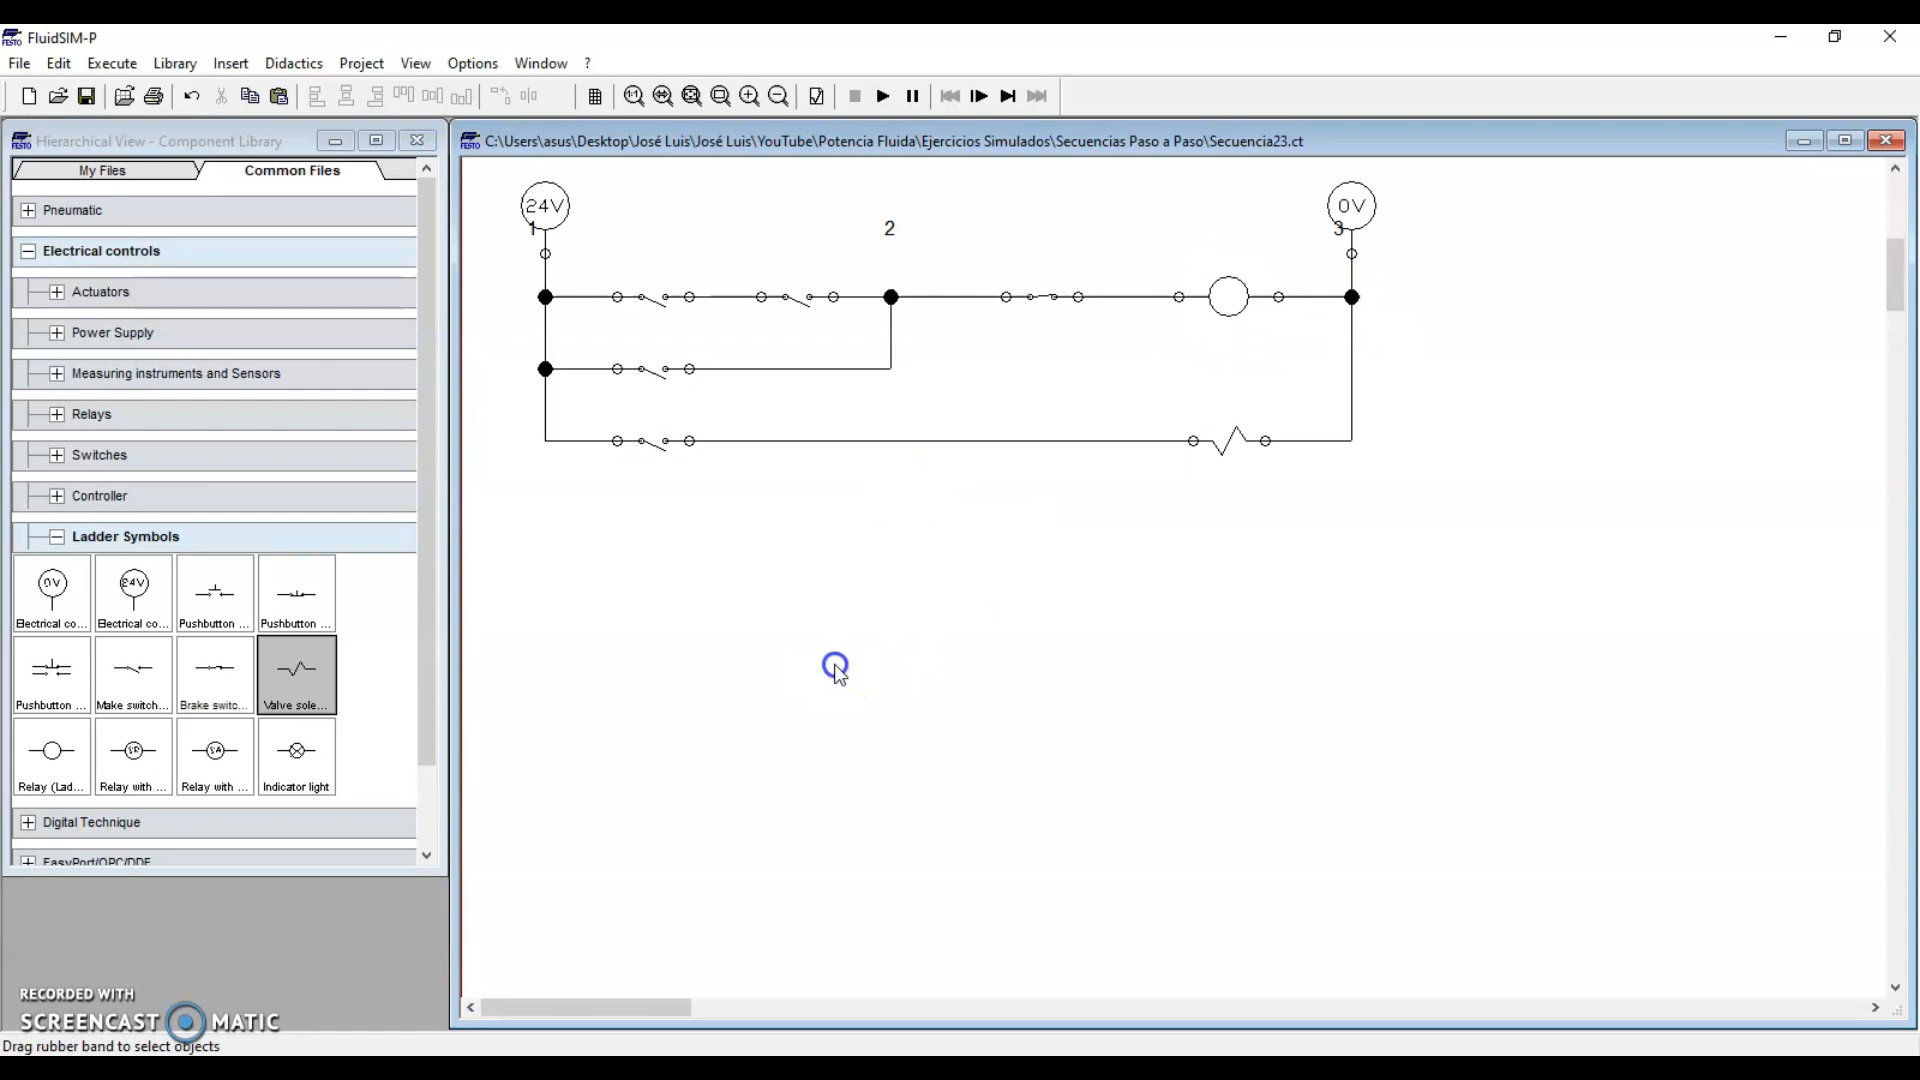 FluidSIM-P
File Edit Execute Library Insert Didactics Project View Options Window ?
Hierarchical View - Component Library
C:\Users\asus\Desktop\José Luis\José Luis\YouTube\Potencia Fluida\Ejercicios Simulados\Secuencias Paso a Paso\Secuencia23.ct
My Files Common Files
Pneumatic
Electrical controls
Actuators
Power Supply
Measuring instruments and Sensors
Relays
Switches
Controller
Ladder Symbols
0V 24V
Electrical co... Electrical co... Pushbutton ... Pushbutton ...
Pushbutton ... Make switch... Brake switc... Valve sole...
Relay (Lad... Relay with ... Relay with ... Indicator light
Digital Technique
EasyPort/OPC/DDE
24V 0V
1 2 3
RECORDED WITH
SCREENCAST MATIC
Drag rubber band to select objects